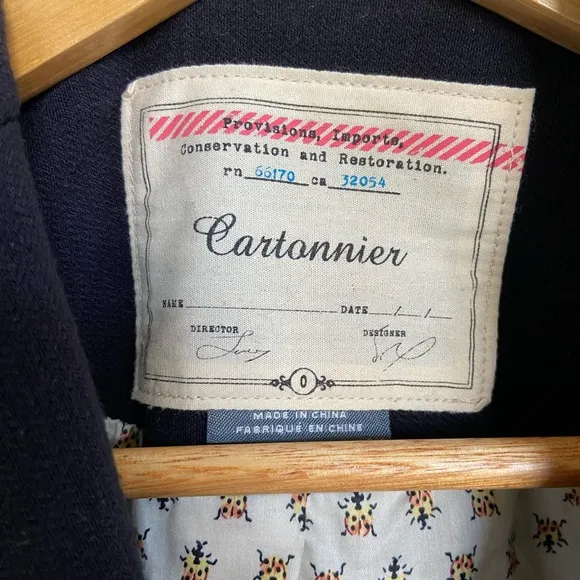 Provisions, Imports,
Conservation and Restoration.
rn 66170 ca 32054
Cartonnier
NAME DATE / /
DIRECTOR DESIGNER
0
MADE IN CHINA
FABRIQUÉ EN CHINE